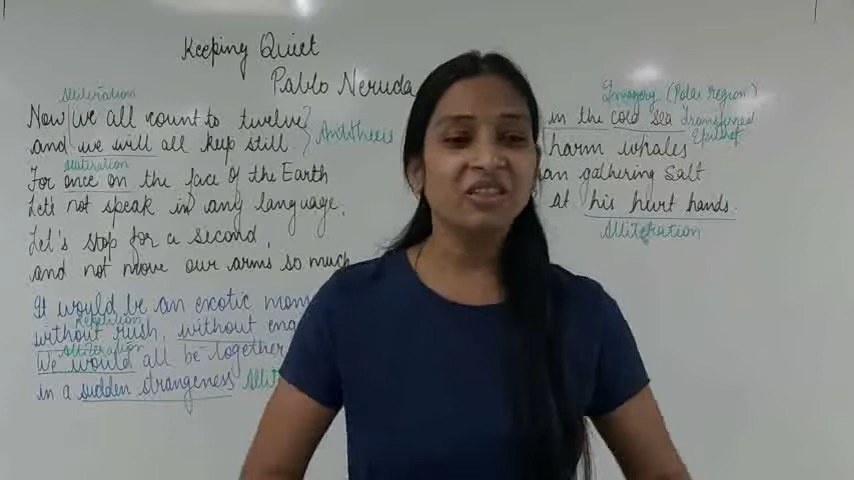 Keeping Quiet
Pablo Neruda
Alliteration
Now we all count to twelve
and we will all keep still
Antithesis
Alliteration
For once on the face of the Earth
Let's not speak in any language,
Let's stop for a second,
and not move our arms so much
It would be an exotic mom
Repetition
without rush, without eng
Alliteration
We would all be together
in a sudden strangeness Allit
Imagery (Polar region)
in the cold sea Transferred
Epithet
harm whales
an gathering salt
at his hurt hands.
Alliteration